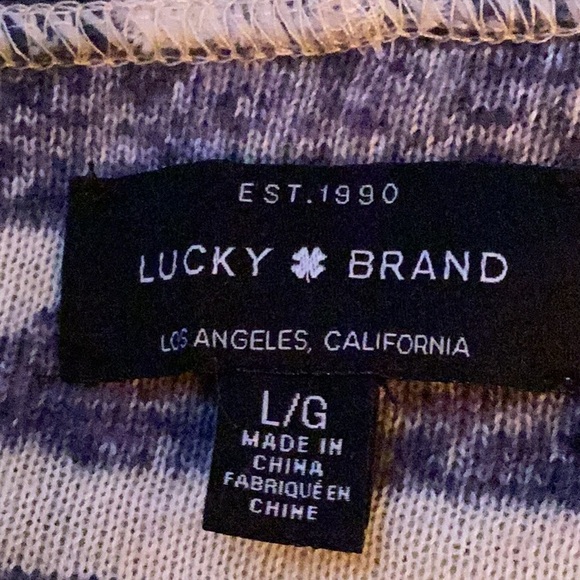 EST.1990
LUCKY BRAND
LOS ANGELES, CALIFORNIA
L/G
MADE IN
CHINA
FABRIQUÉ EN
CHINE